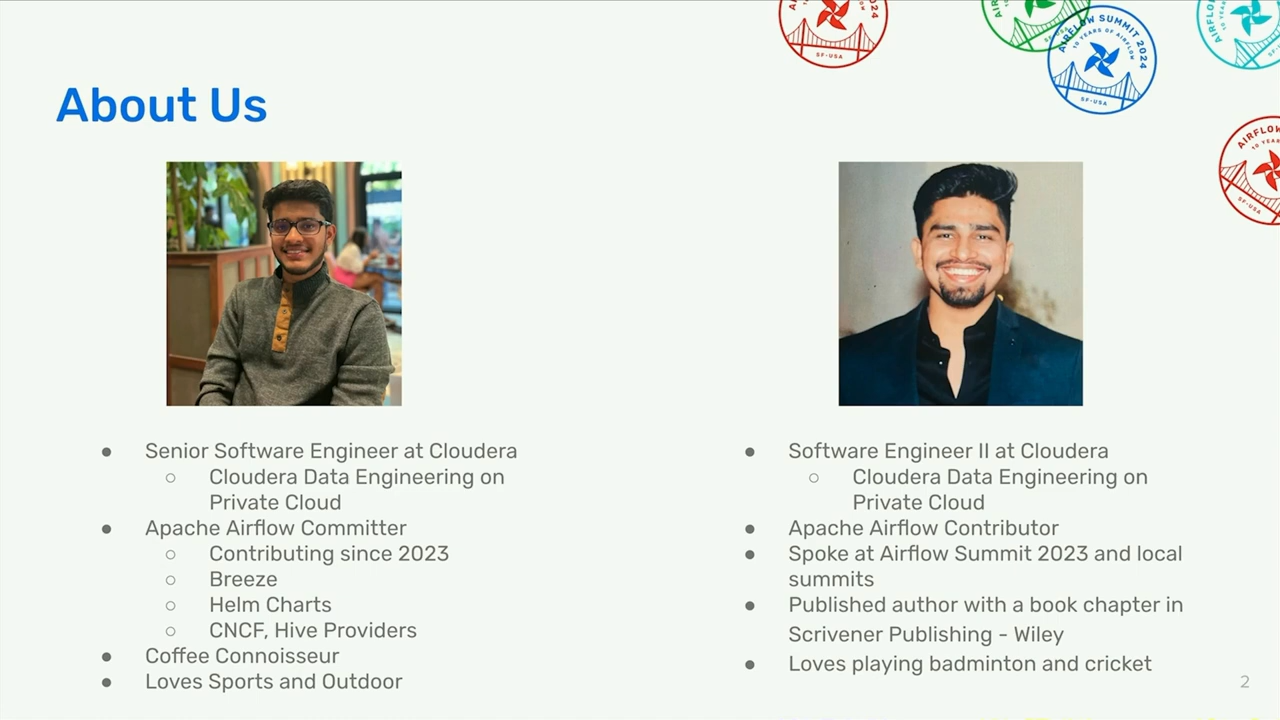 About Us
● Senior Software Engineer at Cloudera
○ Cloudera Data Engineering on
Private Cloud
● Apache Airflow Committer
○ Contributing since 2023
○ Breeze
○ Helm Charts
○ CNCF, Hive Providers
● Coffee Connoisseur
● Loves Sports and Outdoor
● Software Engineer II at Cloudera
○ Cloudera Data Engineering on
Private Cloud
● Apache Airflow Contributor
● Spoke at Airflow Summit 2023 and local
summits
● Published author with a book chapter in
Scrivener Publishing - Wiley
● Loves playing badminton and cricket
2
SF-USA
AIRFLOW SUMMIT 2024
10 YEARS OF AIRFLOW
SF-USA
SF-USA